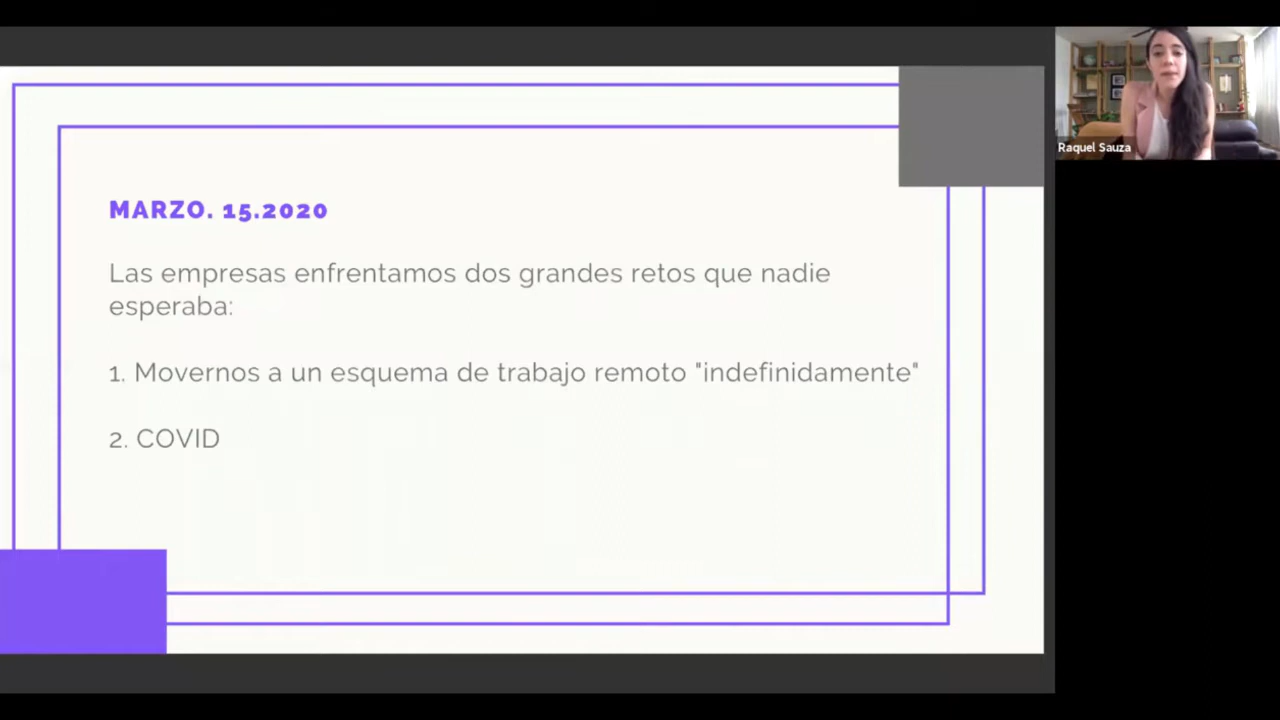 MARZO. 15.2020
Las empresas enfrentamos dos grandes retos que nadie
esperaba:
1. Movernos a un esquema de trabajo remoto "indefinidamente"
2. COVID
Raquel Sauza